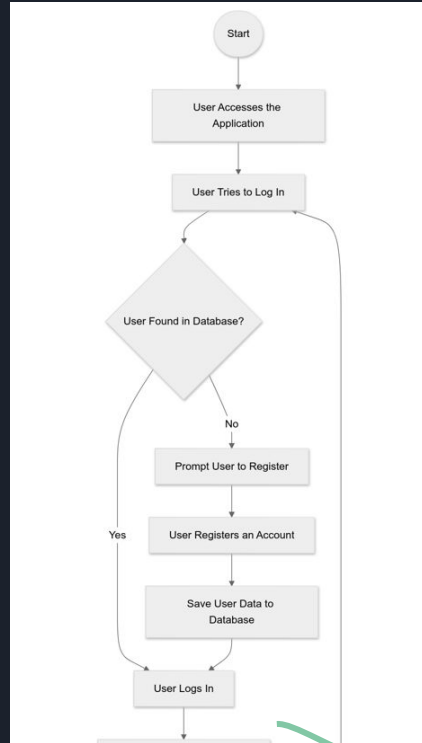 Start
User Accesses the
Application
User Tries to Log In
User Found in Database?
No
Prompt User to Register
Yes
User Registers an Account
Save User Data to
Database
User Logs In